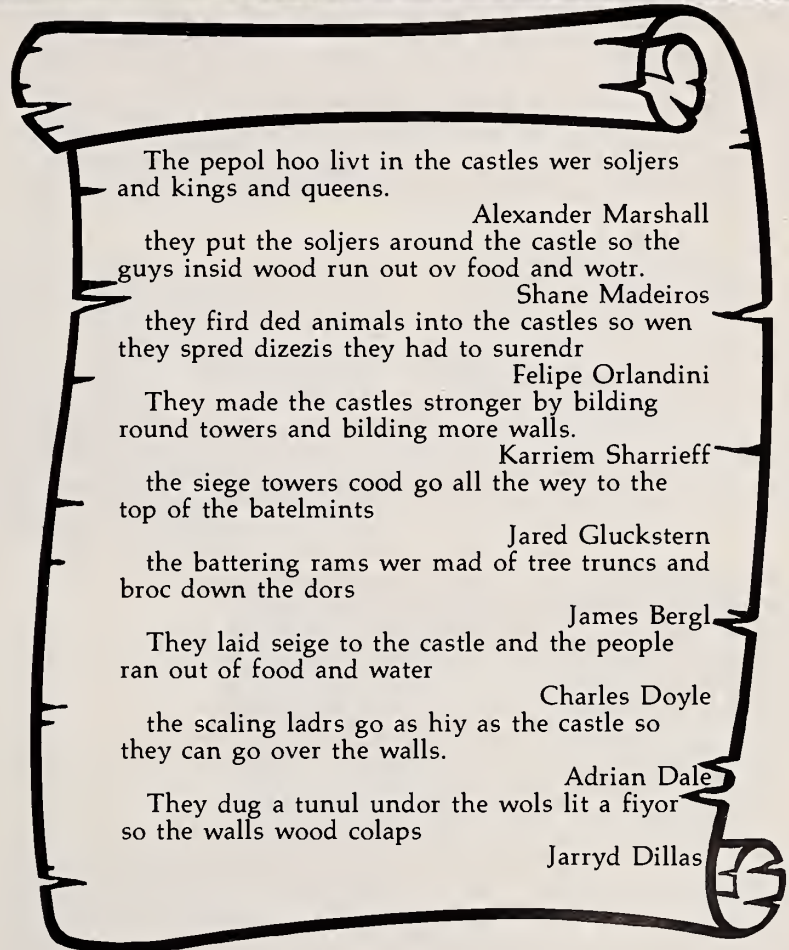 The pepol hoo livt in the castles wer soljers
and kings and queens.
Alexander Marshall
they put the soljers around the castle so the
guys insid wood run out ov food and wotr.
Shane Madeiros
they fird ded animals into the castles so wen
they spred dizezis they had to surendr
Felipe Orlandini
They made the castles stronger by bilding
round towers and bilding more walls.
Karriem Sharrieff
the siege towers cood go all the wey to the
top of the batelmints
Jared Gluckstern
the battering rams wer mad of tree truncs and
broc down the dors
James Bergl
They laid seige to the castle and the people
ran out of food and water
Charles Doyle
the scaling ladrs go as hiy as the castle so
they can go over the walls.
Adrian Dale
They dug a tunul undor the wols lit a fiyor
so the walls wood colaps
Jarryd Dillas